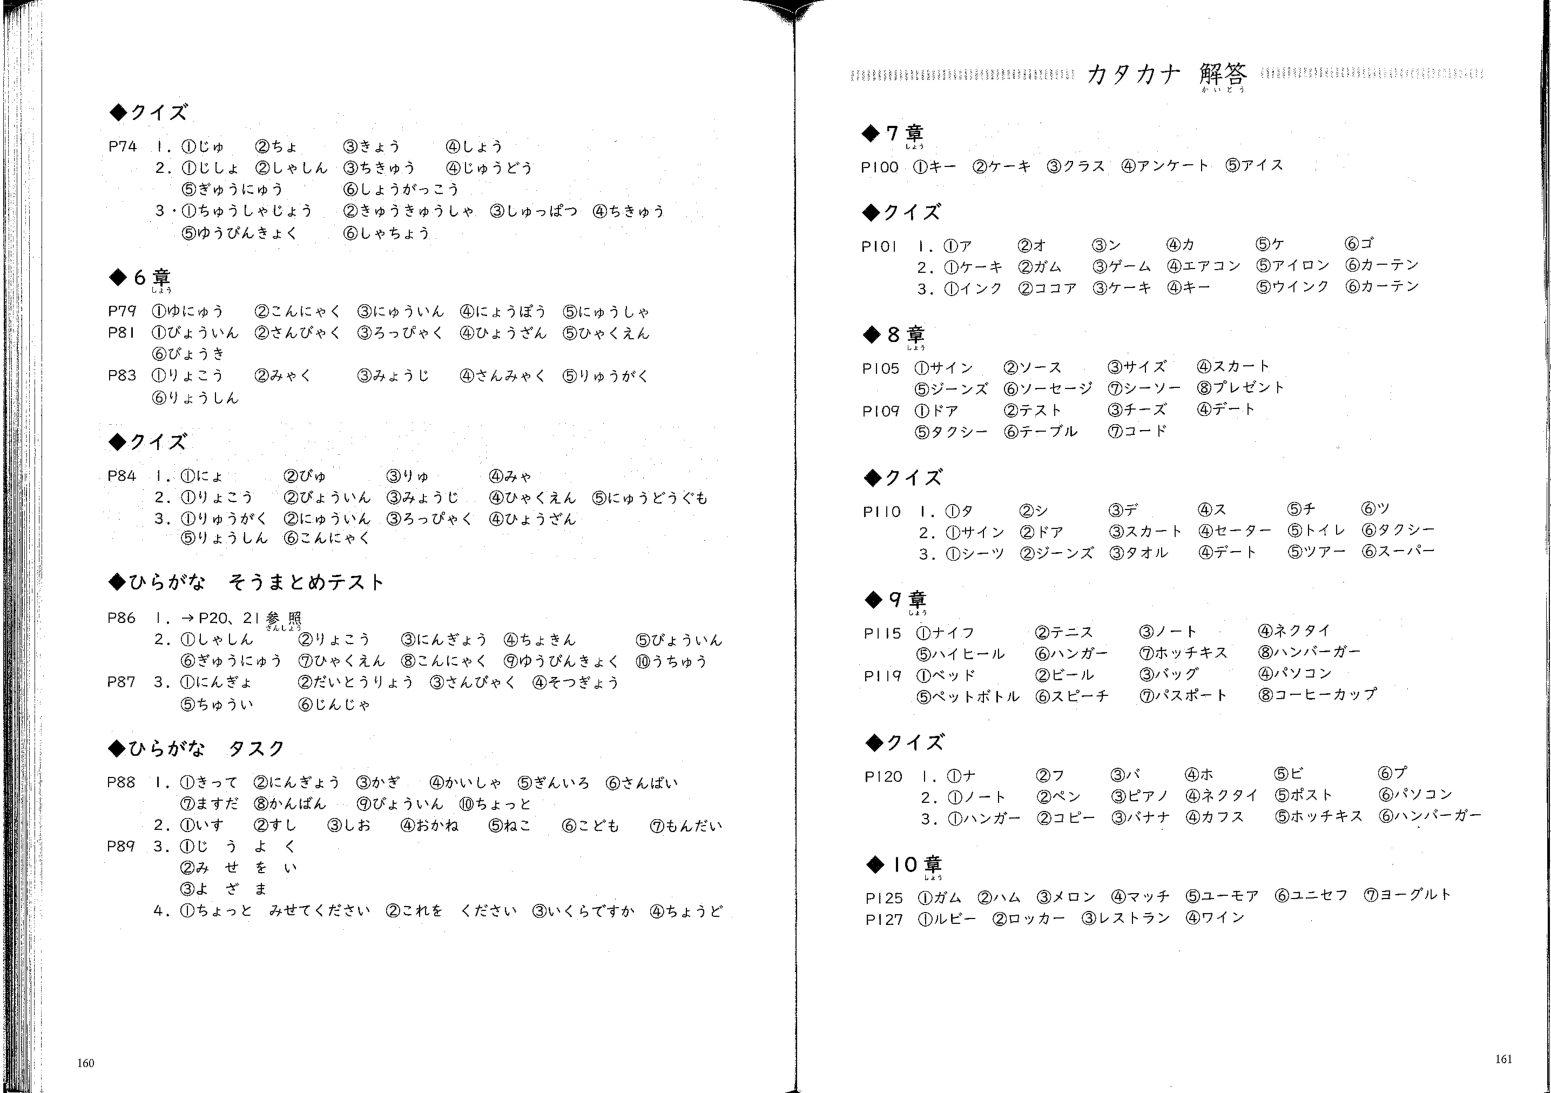 ◆クイズ
P74 1. ①じゅ ②ちょ ③きょう ④しょう
2. ①じしょ ②しゃしん ③ちきゅう ④じゅうどう
⑤ぎゅうにゅう ⑥しょうがっこう
3. ①ちゅうしゃじょう ②きゅうきゅうしゃ ③しゅっぱつ ④ちきゅう
⑤ゆうびんきょく ⑥しゃちょう
◆6章
しょう
P79 ①ゆにゅう ②こんにゃく ③にゅういん ④にょうぼう ⑤にゅうしゃ
P81 ①びょういん ②さんびゃく ③ろっぴゃく ④ひょうざん ⑤ひゃくえん
⑥びょうき
P83 ①りょこう ②みゃく ③みょうじ ④さんみゃく ⑤りゅうがく
⑥りょうしん
◆クイズ
P84 1. ①にょ ②びゅ ③りゅ ④みゃ
2. ①りょこう ②びょういん ③みょうじ ④ひゃくえん ⑤にゅうどうぐも
3. ①りゅうがく ②にゅういん ③ろっぴゃく ④ひょうざん
⑤りょうしん ⑥こんにゃく
◆ひらがな そうまとめテスト
P86 1. →P20、21参照
さんしょう
2. ①しゃしん ②りょこう ③にんぎょう ④ちょきん ⑤びょういん
⑥ぎゅうにゅう ⑦ひゃくえん ⑧こんにゃく ⑨ゆうびんきょく ⑩うちゅう
P87 3. ①にんぎょ ②だいとうりょう ③さんびゃく ④そつぎょう
⑤ちゅうい ⑥じんじゃ
◆ひらがな タスク
P88 1. ①きって ②にんぎょう ③かぎ ④かいしゃ ⑤ぎんいろ ⑥さんばい
⑦ますだ ⑧かんばん ⑨びょういん ⑩ちょっと
2. ①いす ②すし ③しお ④おかね ⑤ねこ ⑥こども ⑦もんだい
P89 3. ①じ う よ く
②み せ を い
③よ ざ ま
4. ①ちょっと みせてください ②これを ください ③いくらですか ④ちょうど
160
カタカナ 解答
かいとう
◆7章
しょう
P100 ①キー ②ケーキ ③クラス ④アンケート ⑤アイス
◆クイズ
P101 1. ①ア ②オ ③ン ④カ ⑤ケ ⑥ゴ
2. ①ケーキ ②ガム ③ゲーム ④エアコン ⑤アイロン ⑥カーテン
3. ①インク ②ココア ③ケーキ ④キー ⑤ウインク ⑥カーテン
◆8章
しょう
P105 ①サイン ②ソース ③サイズ ④スカート
⑤ジーンズ ⑥ソーセージ ⑦シーソー ⑧プレゼント
P109 ①ドア ②テスト ③チーズ ④デート
⑤タクシー ⑥テーブル ⑦コード
◆クイズ
P110 1. ①タ ②シ ③デ ④ス ⑤チ ⑥ツ
2. ①サイン ②ドア ③スカート ④セーター ⑤トイレ ⑥タクシー
3. ①シーツ ②ジーンズ ③タオル ④デート ⑤ツアー ⑥スーパー
◆9章
しょう
P115 ①ナイフ ②テニス ③ノート ④ネクタイ
⑤ハイヒール ⑥ハンガー ⑦ホッチキス ⑧ハンバーガー
P119 ①ベッド ②ビール ③バッグ ④パソコン
⑤ペットボトル ⑥スピーチ ⑦パスポート ⑧コーヒーカップ
◆クイズ
P120 1. ①ナ ②フ ③バ ④ホ ⑤ビ ⑥プ
2. ①ノート ②ペン ③ピアノ ④ネクタイ ⑤ポスト ⑥パソコン
3. ①ハンガー ②コピー ③バナナ ④カフス ⑤ホッチキス ⑥ハンバーガー
◆10章
しょう
P125 ①ガム ②ハム ③メロン ④マッチ ⑤ユーモア ⑥ユニセフ ⑦ヨーグルト
P127 ①ルビー ②ロッカー ③レストラン ④ワイン
161